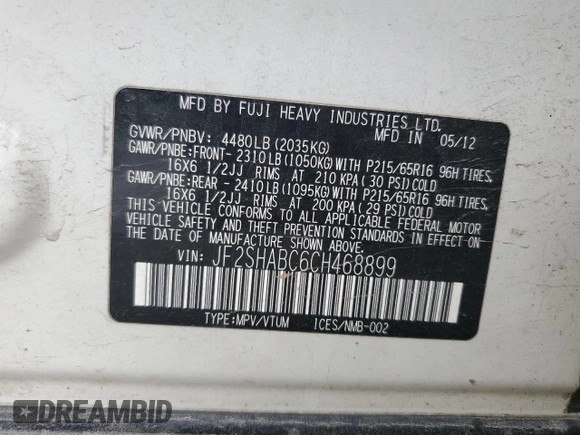 MFD BY FUJI HEAVY INDUSTRIES LTD.
GVWR/PNBV: 4480LB (2035KG) MFD IN 05/12
GAWR/PNBE:FRONT- 2310LB (1050KG) WITH P215/65R16 96H TIRES,
16X6 1/2JJ RIMS AT 210 KPA (30 PSI) COLD
GAWR/PNBE:REAR - 2410LB (1095KG) WITH P215/65R16 96H TIRES,
16X6 1/2JJ RIMS AT 200 KPA (29 PSI) COLD
THIS VEHICLE CONFORMS TO ALL APPLICABLE FEDERAL MOTOR
VEHICLE SAFETY AND THEFT PREVENTION STANDARDS IN EFFECT ON
THE DATE OF MANUFACTURE SHOWN ABOVE.
VIN: JF2SHABC6CH468899
TYPE:MPV/VTUM ICES/NMB-002
DREAMBID